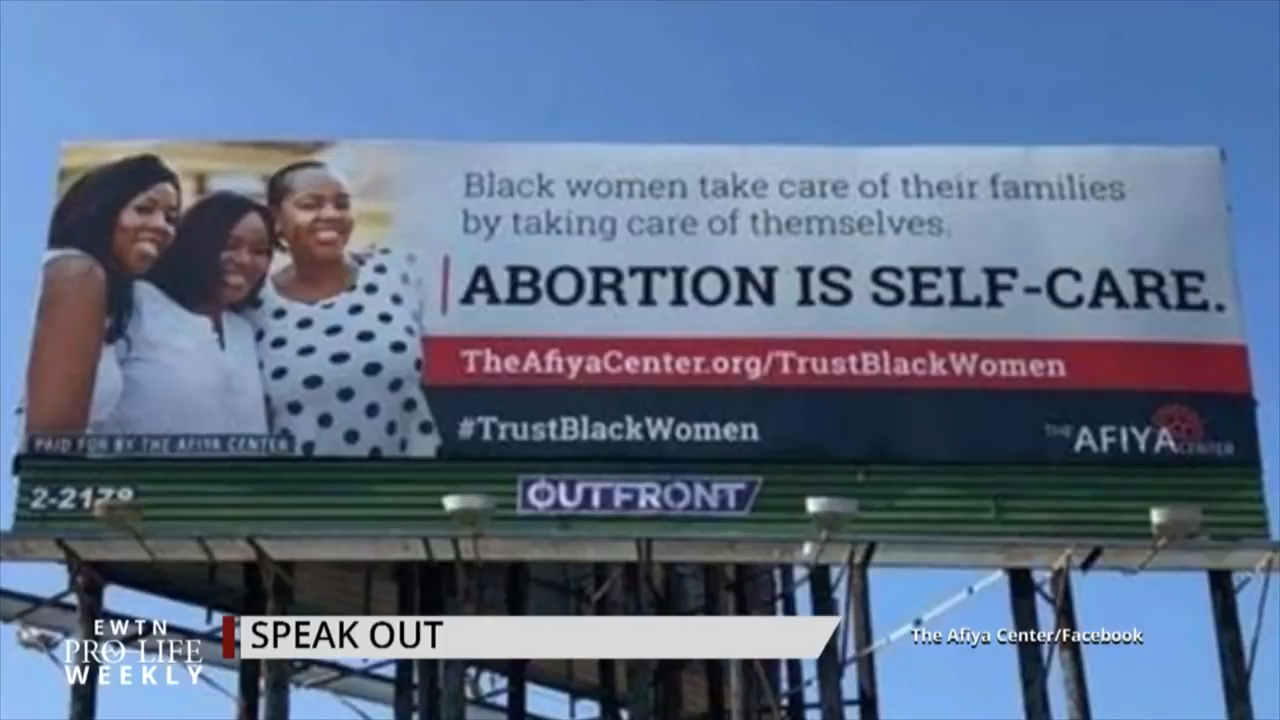 Black women take care of their families
by taking care of themselves.
ABORTION IS SELF-CARE.
TheAfiyaCenter.org/TrustBlackWomen
#TrustBlackWomen
THE AFIYA CENTER
PAID FOR BY THE AFIYA CENTER
2-2178
OUTFRONT
EWTN
PRO LIFE
WEEKLY
SPEAK OUT
The Afiya Center/Facebook